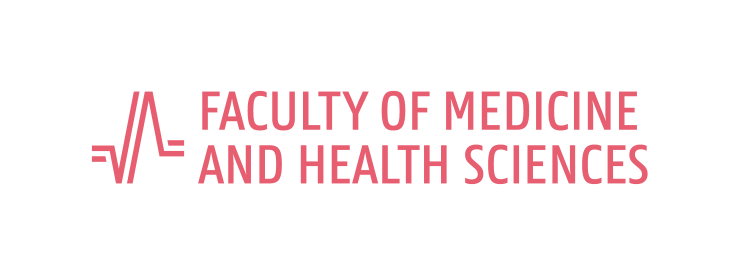 FACULTY OF MEDICINE
AND HEALTH SCIENCES